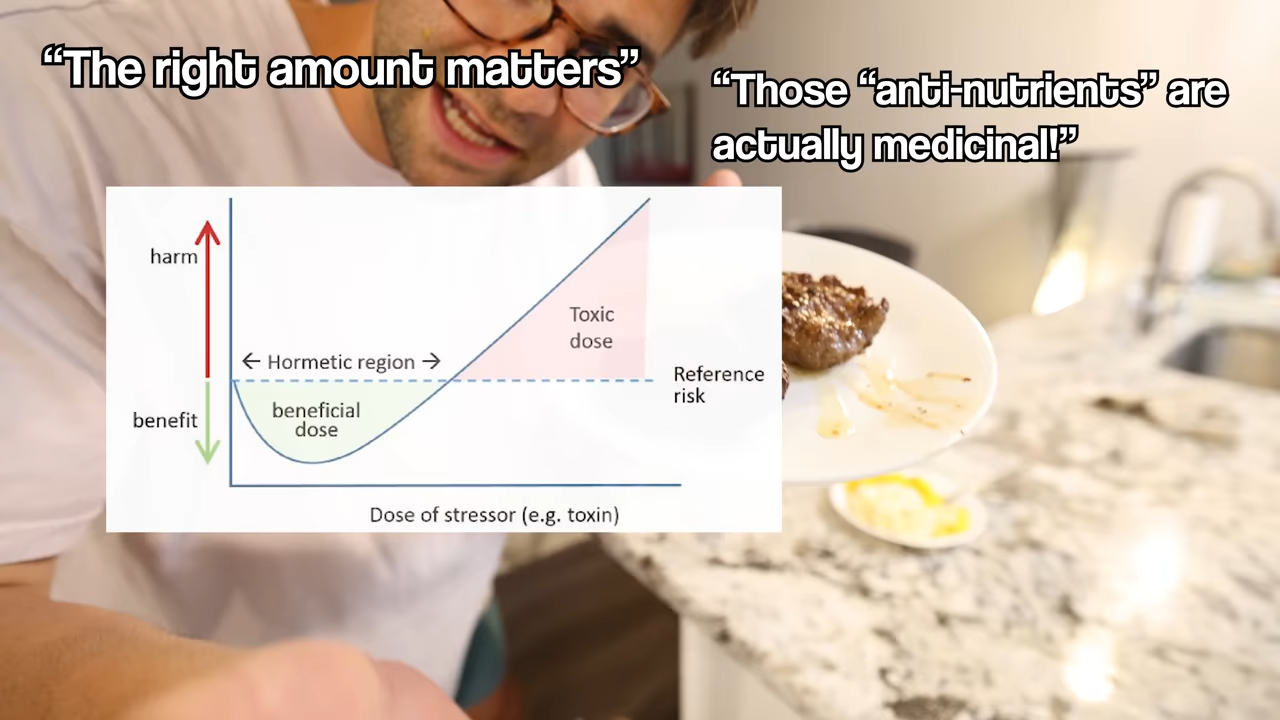 “The right amount matters”
“Those “anti-nutrients” are
actually medicinal!”
harm
Toxic
dose
← Hormetic region →
Reference
risk
benefit
beneficial
dose
Dose of stressor (e.g. toxin)